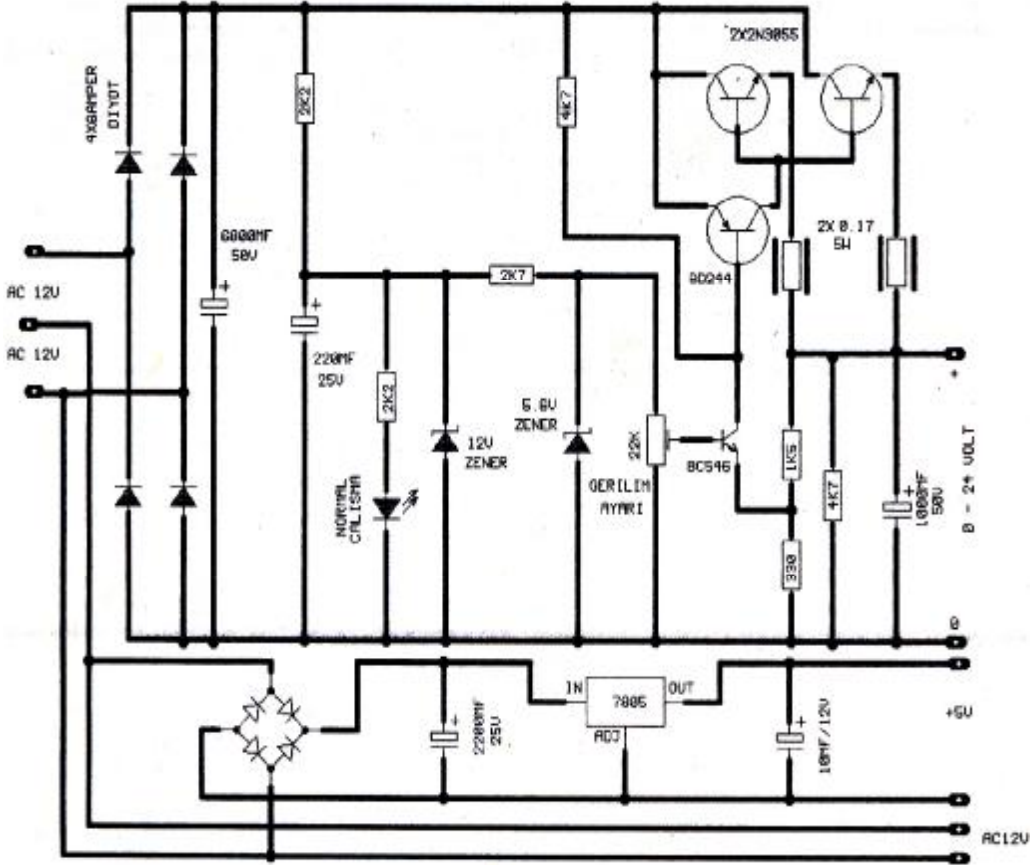 4X8AMPER
DIYOT
2K2
4K7
2X2N3055
6800MF
50V
AC 12V
AC 12V
BD244
2X 0.17
5W
2K7
220MF
25V
2K2
12V
ZENER
5.6V
ZENER
22K
BC546
GERILIM
AYARI
NORMAL
CALISMA
1K5
4K7
330
1000MF
50V
+
0 - 24 VOLT
0
IN
7805
OUT
ADJ
2200MF
25V
10MF/12V
+5V
AC12V